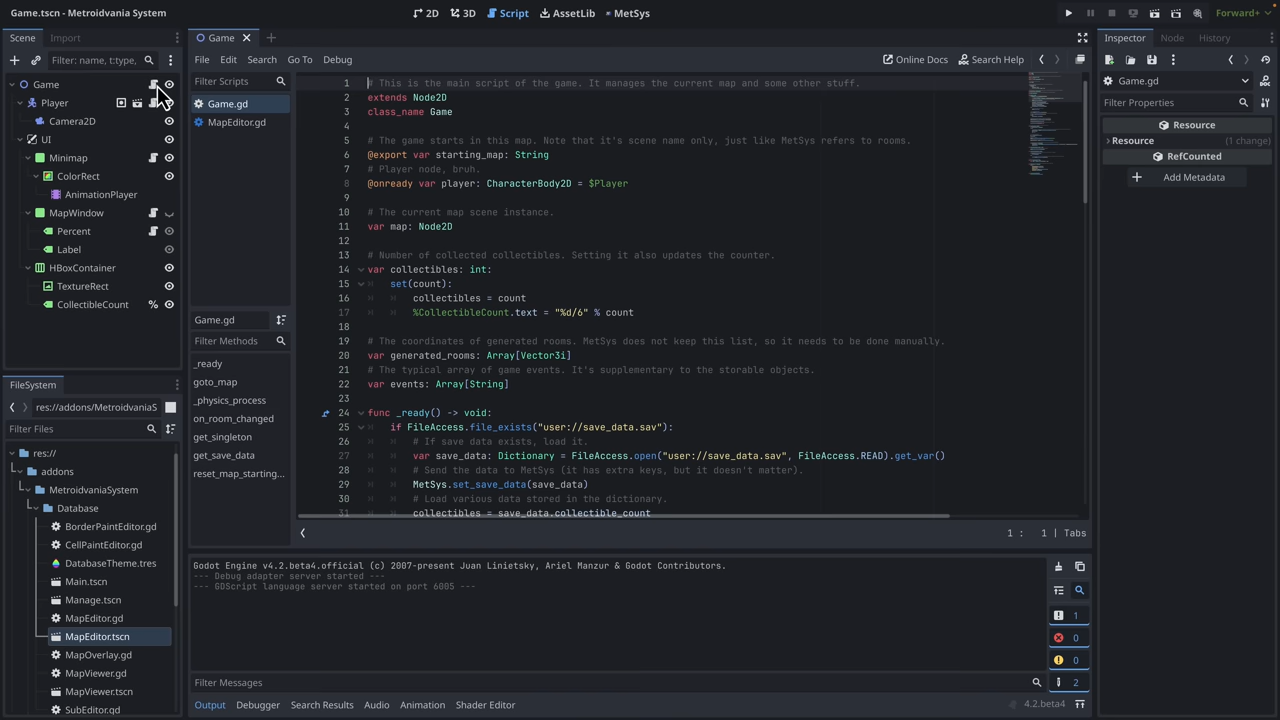 Game.tscn - Metroidvania System
2D
3D
Script
AssetLib
MetSys
Forward+
Scene
Import
Filter: name, t:type,
Game
Player
Camera2D
UI
Minimap
ColorRect
AnimationPlayer
MapWindow
Percent
Label
HBoxContainer
TextureRect
CollectibleCount
FileSystem
res://addons/MetroidvaniaS
Filter Files
res://
addons
MetroidvaniaSystem
Database
BorderPaintEditor.gd
CellPaintEditor.gd
DatabaseTheme.tres
Main.tscn
Manage.tscn
MapEditor.gd
MapEditor.tscn
MapOverlay.gd
MapViewer.gd
MapViewer.tscn
SubEditor.gd
Game
File Edit Search Go To Debug
Online Docs
Search Help
Filter Scripts
Game.gd
MapEditor.gd
Game.gd
Filter Methods
_ready
goto_map
_physics_process
on_room_changed
get_singleton
get_save_data
reset_map_starting...
1 # This is the main script of the game. It manages the current map and some other stuff.
2 extends Node2D
3 class_name Game
4
5 # The game starts in this map. Note that it's scene name only, just like MetSys refers to rooms.
6 @export var starting_map: String
7 # Player node, bruh.
8 @onready var player: CharacterBody2D = $Player
9
10 # The current map scene instance.
11 var map: Node2D
12
13 # Number of collected collectibles. Setting it also updates the counter.
14 var collectibles: int:
15 set(count):
16 collectibles = count
17 %CollectibleCount.text = "%d/6" % count
18
19 # The coordinates of generated rooms. MetSys does not keep this list, so it needs to be done manually.
20 var generated_rooms: Array[Vector3i]
21 # The typical array of game events. It's supplementary to the storable objects.
22 var events: Array[String]
23
24 func _ready() -> void:
25 if FileAccess.file_exists("user://save_data.sav"):
26 # If save data exists, load it.
27 var save_data: Dictionary = FileAccess.open("user://save_data.sav", FileAccess.READ).get_var()
28 # Send the data to MetSys (it has extra keys, but it doesn't matter).
29 MetSys.set_save_data(save_data)
30 # Load various data stored in the dictionary.
31 collectibles = save_data.collectible_count
1 : 1 | Tabs
Godot Engine v4.2.beta4.official (c) 2007-present Juan Linietsky, Ariel Manzur & Godot Contributors.
--- Debug adapter server started ---
--- GDScript language server started on port 6005 ---
1
0
0
2
Filter Messages
Output Debugger Search Results Audio Animation Shader Editor
4.2.beta4
Inspector
Node
History
Game.gd
Filter Properties
Resource
Resource (1 change)
RefCounted
Add Metadata